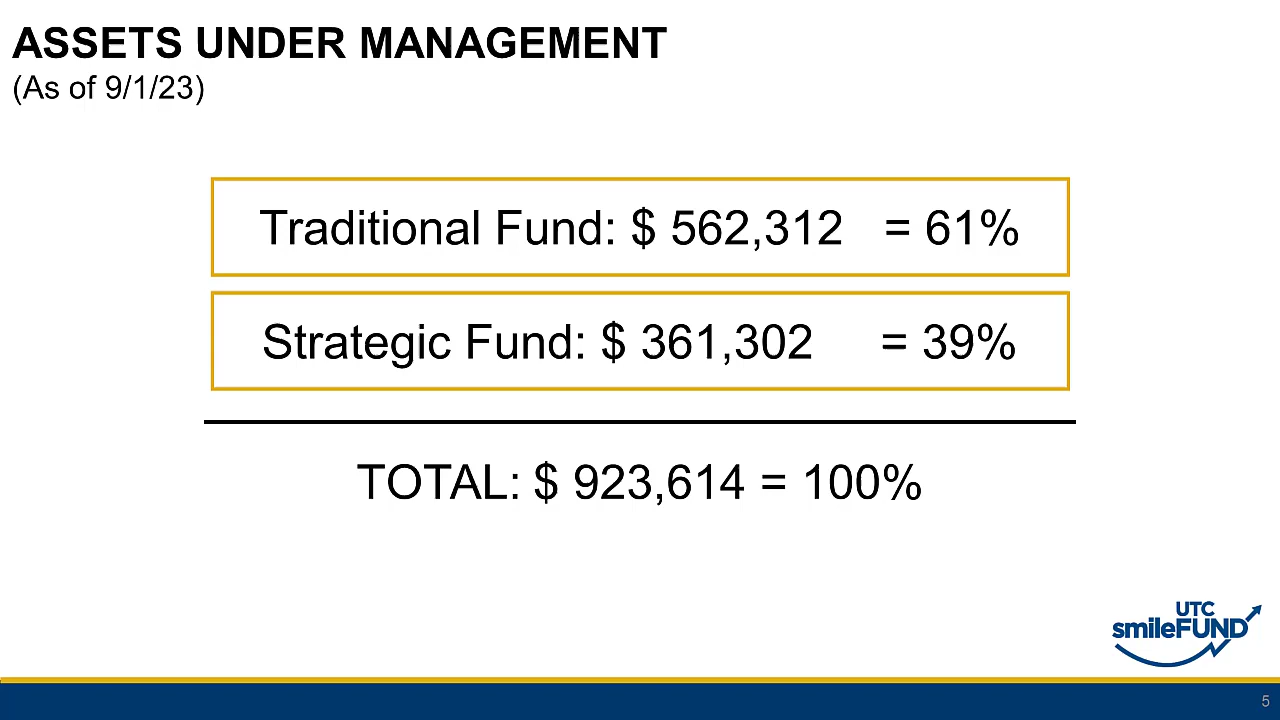 ASSETS UNDER MANAGEMENT
(As of 9/1/23)
Traditional Fund: $ 562,312 = 61%
Strategic Fund: $ 361,302 = 39%
TOTAL: $ 923,614 = 100%
UTC
smileFUND
5